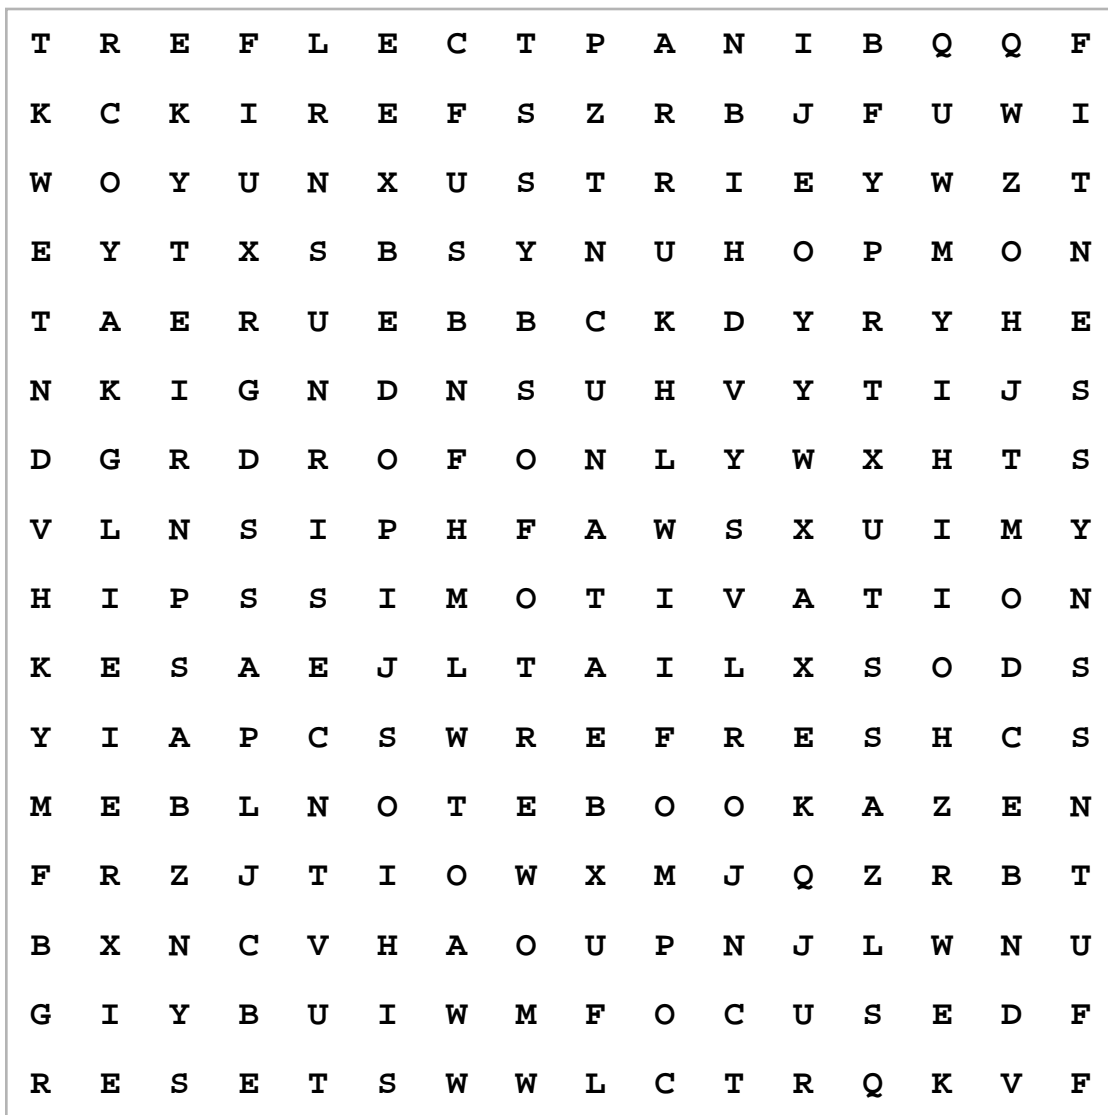 T R E F L E C T P A N I B Q Q F
K C K I R E F S Z R B J F U W I
W O Y U N X U S T R I E Y W Z T
E Y T X S B S Y N U H O P M O N
T A E R U E B B C K D Y R Y H E
N K I G N D N S U H V Y T I J S
D G R D R O F O N L Y W X H T S
V L N S I P H F A W S X U I M Y
H I P S S I M O T I V A T I O N
K E S A E J L T A I L X S O D S
Y I A P C S W R E F R E S H C S
M E B L N O T E B O O K A Z E N
F R Z J T I O W X M J Q Z R B T
B X N C V H A O U P N J L W N U
G I Y B U I W M F O C U S E D F
R E S E T S W W L C T R Q K V F